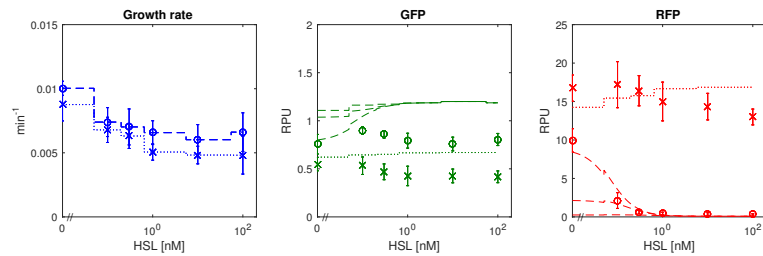 Growth rate
GFP
RFP
0.015
0.01
0.005
0
min⁻¹
0
10⁰
10²
HSL [nM]
2
1.5
1
0.5
0
RPU
0
10⁰
10²
HSL [nM]
25
20
15
10
5
0
RPU
0
10⁰
10²
HSL [nM]